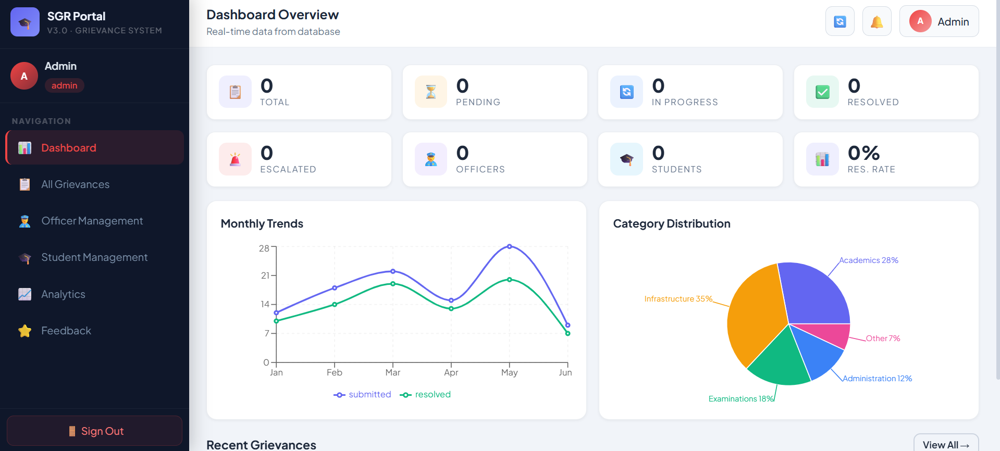 SGR Portal
V3.0 · GRIEVANCE SYSTEM
A
Admin
admin
NAVIGATION
Dashboard
All Grievances
Officer Management
Student Management
Analytics
Feedback
Sign Out
Dashboard Overview
Real-time data from database
A
Admin
0
TOTAL
0
PENDING
0
IN PROGRESS
0
RESOLVED
0
ESCALATED
0
OFFICERS
0
STUDENTS
0%
RES. RATE
Monthly Trends
28
21
14
7
0
Jan
Feb
Mar
Apr
May
Jun
submitted
resolved
Category Distribution
Academics 28%
Infrastructure 35%
Other 7%
Administration 12%
Examinations 18%
Recent Grievances
View All →